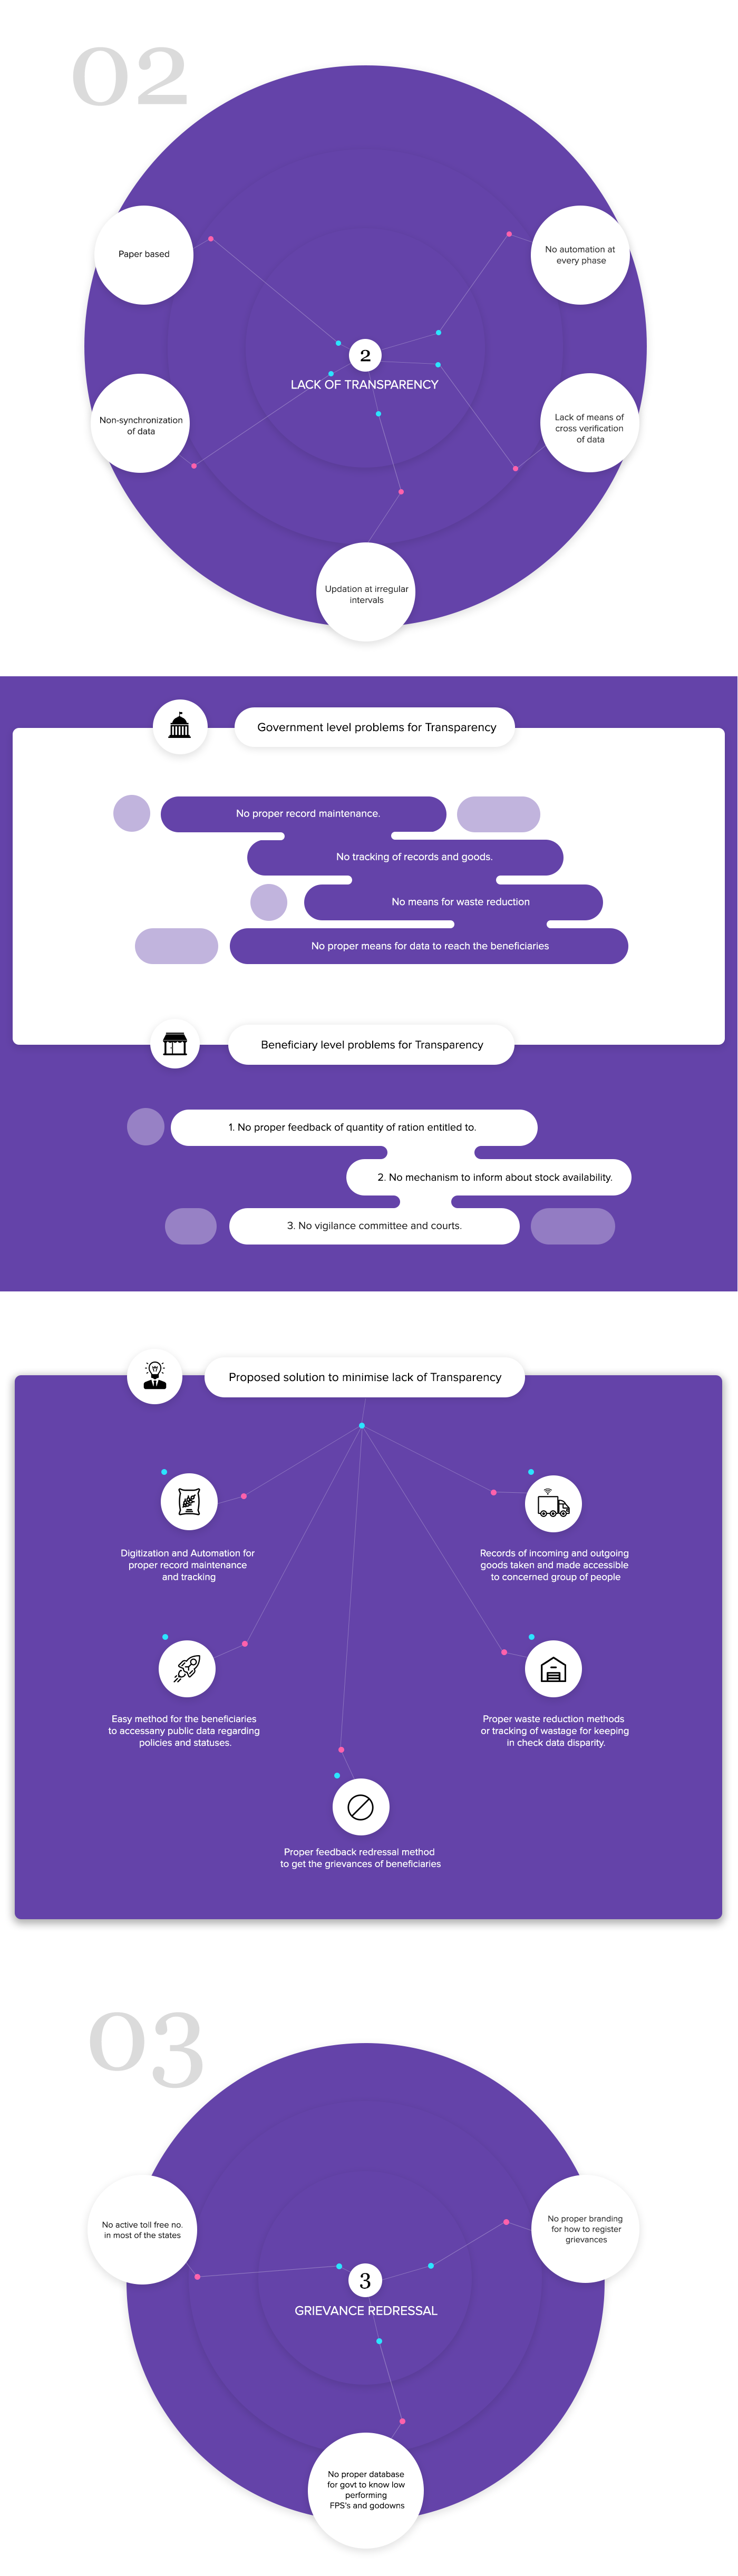 02
Paper based
No automation at
every phase
2
LACK OF TRANSPARENCY
Non-synchronization
of data
Lack of means of
cross verification
of data
Updation at irregular
intervals
Government level problems for Transparency
No proper record maintenance.
No tracking of records and goods.
No means for waste reduction
No proper means for data to reach the beneficiaries
Beneficiary level problems for Transparency
1. No proper feedback of quantity of ration entitled to.
2. No mechanism to inform about stock availability.
3. No vigilance committee and courts.
Proposed solution to minimise lack of Transparency
Digitization and Automation for
proper record maintenance
and tracking
Records of incoming and outgoing
goods taken and made accessible
to concerned group of people
Easy method for the beneficiaries
to accessany public data regarding
policies and statuses.
Proper waste reduction methods
or tracking of wastage for keeping
in check data disparity.
Proper feedback redressal method
to get the grievances of beneficiaries
03
No active toll free no.
in most of the states
No proper branding
for how to register
grievances
3
GRIEVANCE REDRESSAL
No proper database
for govt to know low
performing
FPS's and godowns